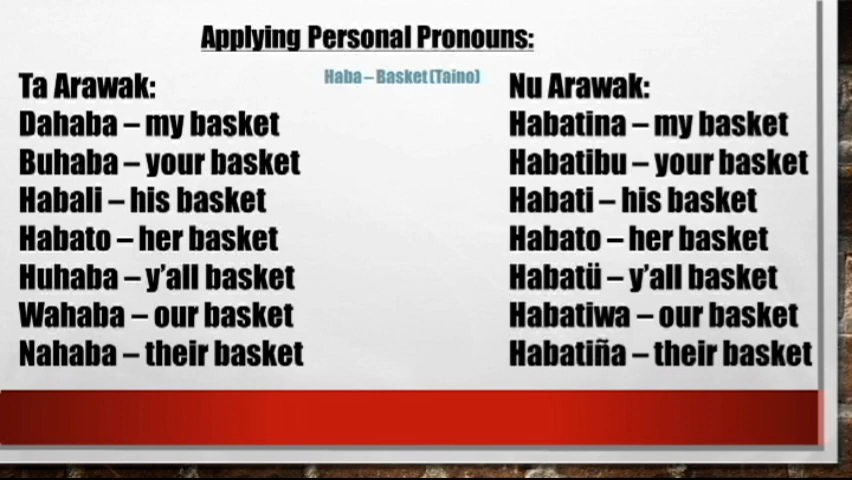 Applying Personal Pronouns:
Haba – Basket (Taino)
Ta Arawak:
Dahaba – my basket
Buhaba – your basket
Habali – his basket
Habato – her basket
Huhaba – y'all basket
Wahaba – our basket
Nahaba – their basket
Nu Arawak:
Habatina – my basket
Habatibu – your basket
Habati – his basket
Habato – her basket
Habatü – y'all basket
Habatiwa – our basket
Habatiña – their basket